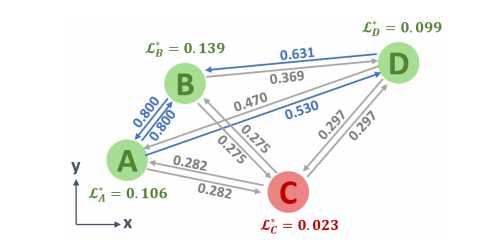 ℒ*_D = 0.099
ℒ*_B = 0.139
0.631
D
0.369
B
0.470
0.800
0.530
0.800
0.297
0.275
0.297
0.275
y
A
0.282
C
0.282
ℒ*_A = 0.106
x
ℒ*_C = 0.023